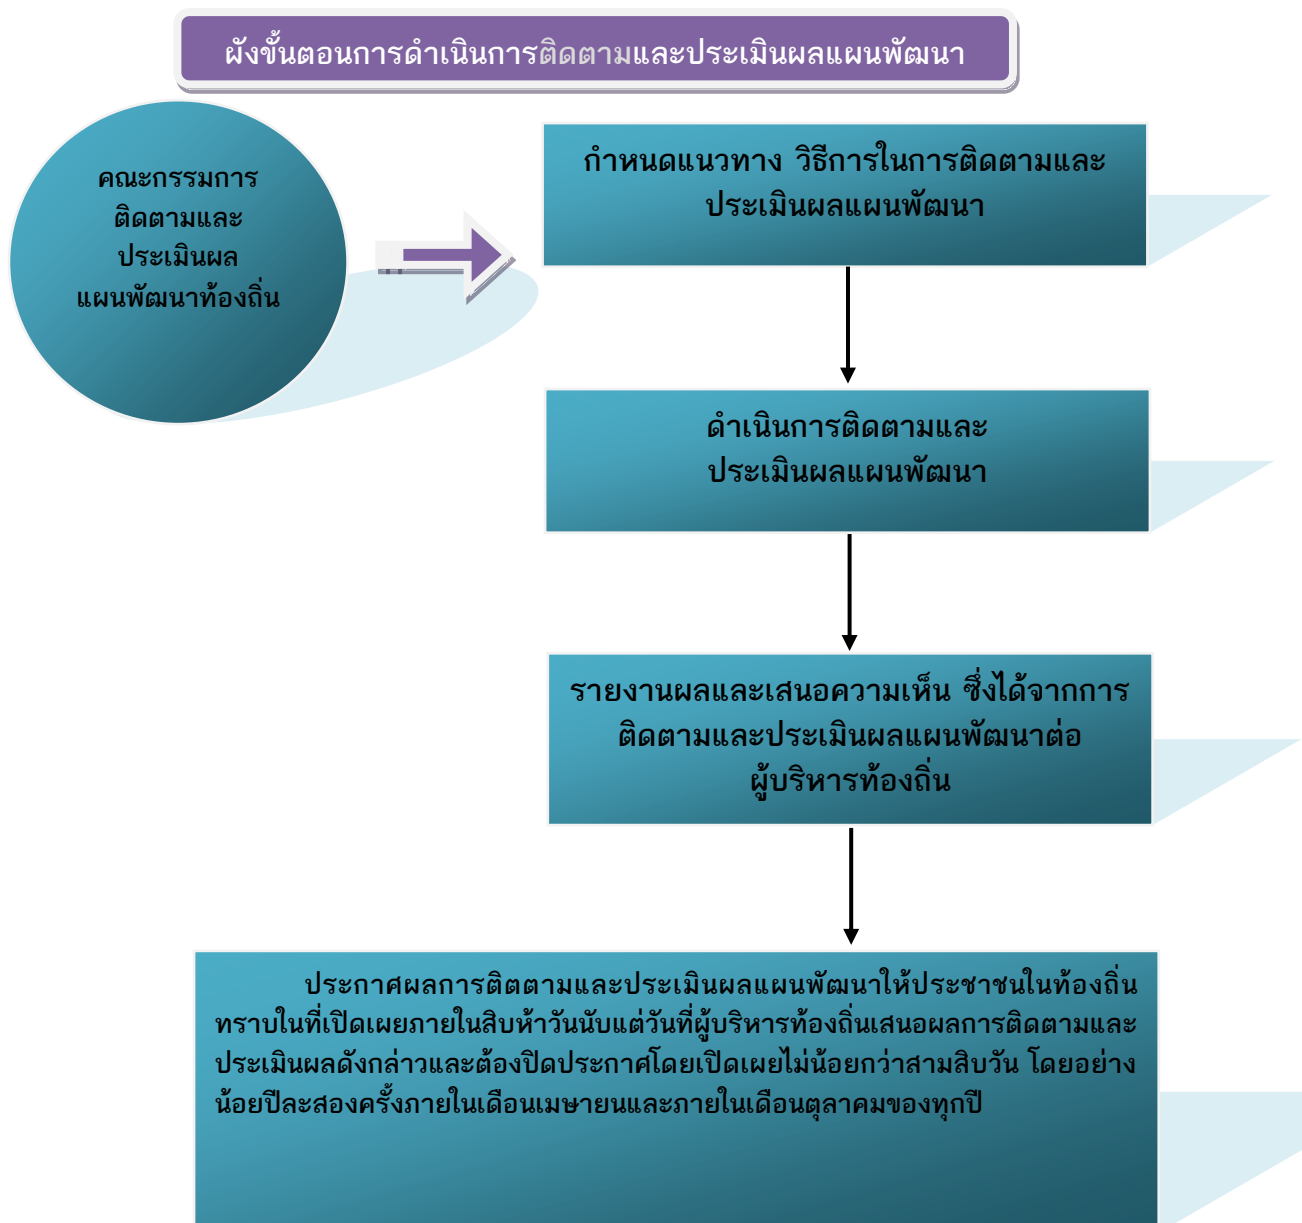 ผังขั้นตอนการดำเนินการติดตามและประเมินผลแผนพัฒนา
คณะกรรมการ
ติดตามและ
ประเมินผล
แผนพัฒนาท้องถิ่น
กำหนดแนวทาง วิธีการในการติดตามและ
ประเมินผลแผนพัฒนา
ดำเนินการติดตามและ
ประเมินผลแผนพัฒนา
รายงานผลและเสนอความเห็น ซึ่งได้จากการ
ติดตามและประเมินผลแผนพัฒนาต่อ
ผู้บริหารท้องถิ่น
ประกาศผลการติตตามและประเมินผลแผนพัฒนาให้ประชาชนในท้องถิ่น
ทราบในที่เปิดเผยภายในสิบห้าวันนับแต่วันที่ผู้บริหารท้องถิ่นเสนอผลการติดตามและ
ประเมินผลดังกล่าวและต้องปิดประกาศโดยเปิดเผยไม่น้อยกว่าสามสิบวัน โดยอย่าง
น้อยปีละสองครั้งภายในเดือนเมษายนและภายในเดือนตุลาคมของทุกปี